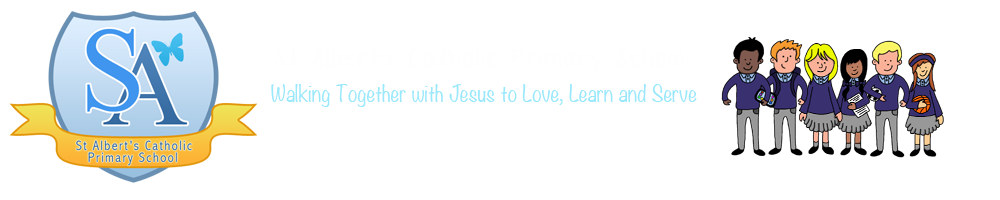 SA
St Albert's Catholic
Primary School
Walking Together with Jesus to Love, Learn and Serve